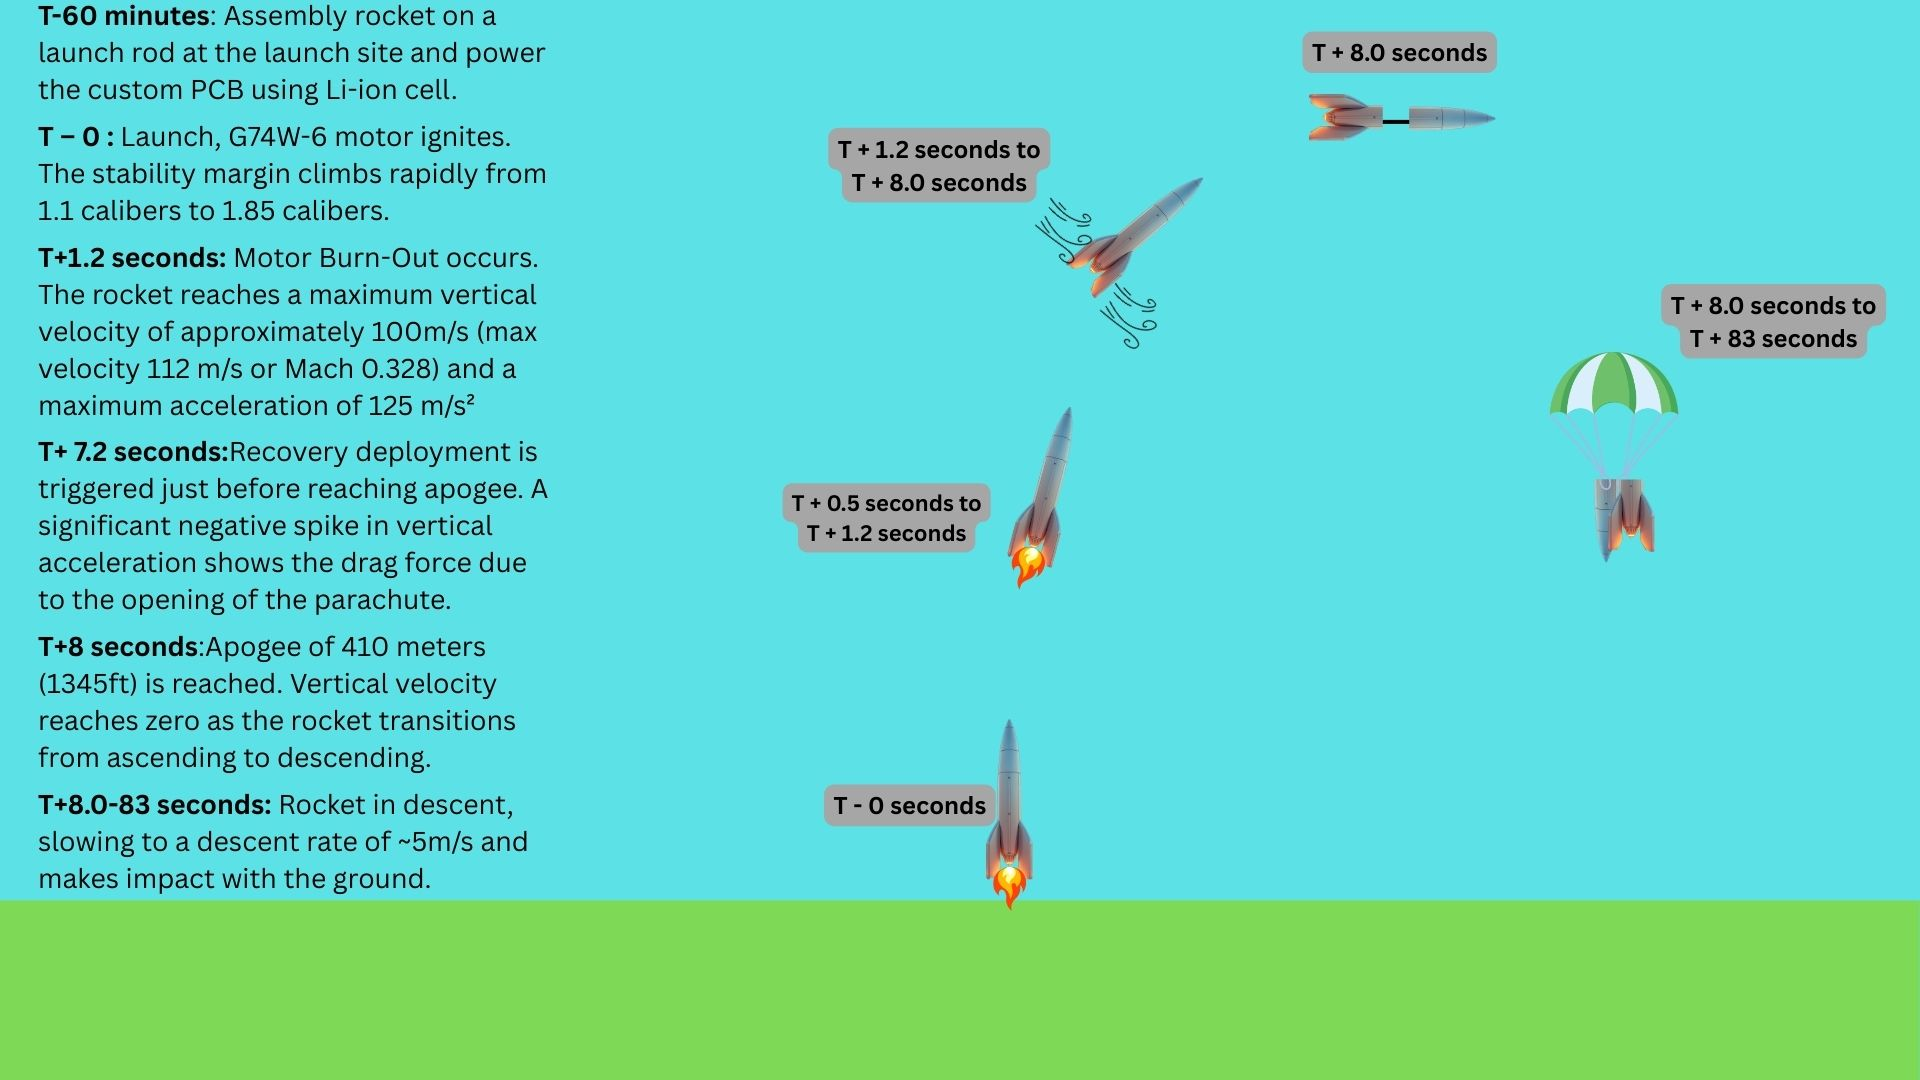 T-60 minutes: Assembly rocket on a
launch rod at the launch site and power
the custom PCB using Li-ion cell.
T – 0 : Launch, G74W-6 motor ignites.
The stability margin climbs rapidly from
1.1 calibers to 1.85 calibers.
T+1.2 seconds: Motor Burn-Out occurs.
The rocket reaches a maximum vertical
velocity of approximately 100m/s (max
velocity 112 m/s or Mach 0.328) and a
maximum acceleration of 125 m/s²
T+ 7.2 seconds:Recovery deployment is
triggered just before reaching apogee. A
significant negative spike in vertical
acceleration shows the drag force due
to the opening of the parachute.
T+8 seconds:Apogee of 410 meters
(1345ft) is reached. Vertical velocity
reaches zero as the rocket transitions
from ascending to descending.
T+8.0-83 seconds: Rocket in descent,
slowing to a descent rate of ~5m/s and
makes impact with the ground.
T + 8.0 seconds
T + 1.2 seconds to
T + 8.0 seconds
T + 8.0 seconds to
T + 83 seconds
T + 0.5 seconds to
T + 1.2 seconds
T - 0 seconds